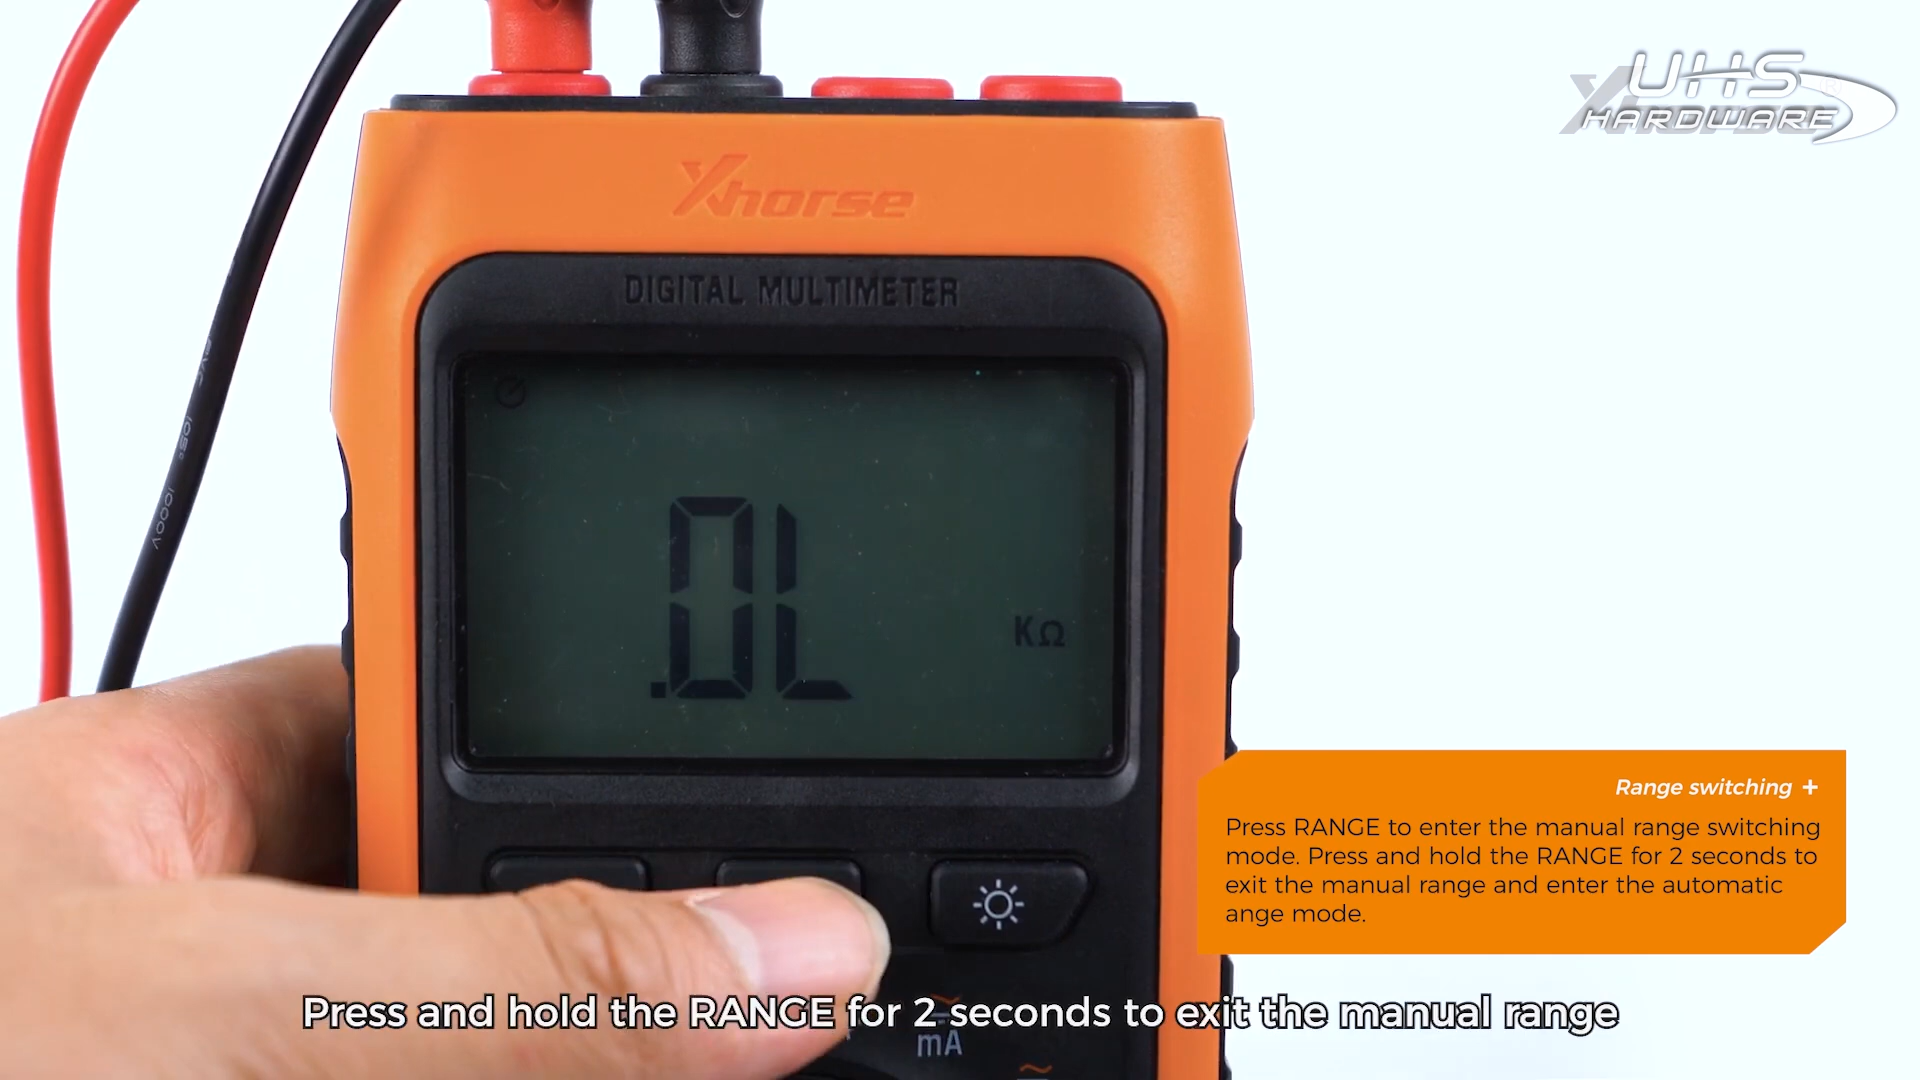 UHS
HARDWARE
Xhorse
DIGITAL MULTIMETER
.0L
KΩ
1000V
Range switching +
Press RANGE to enter the manual range switching
mode. Press and hold the RANGE for 2 seconds to
exit the manual range and enter the automatic
ange mode.
Press and hold the RANGE for 2 seconds to exit the manual range
mA